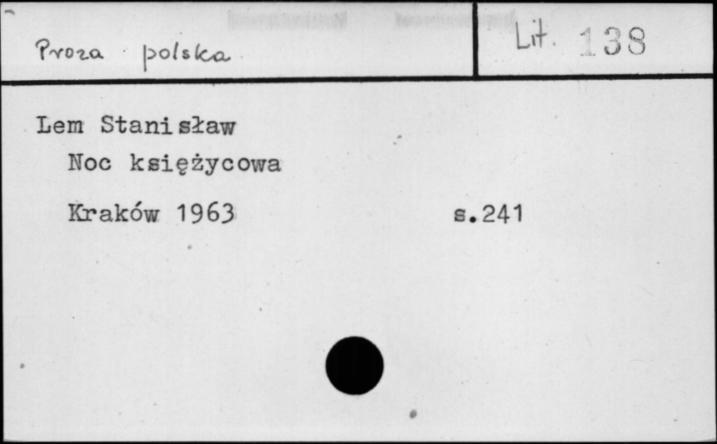 Proza polska
Lit. 138
Lem Stanisław
Noc księżycowa
Kraków 1963 s.241